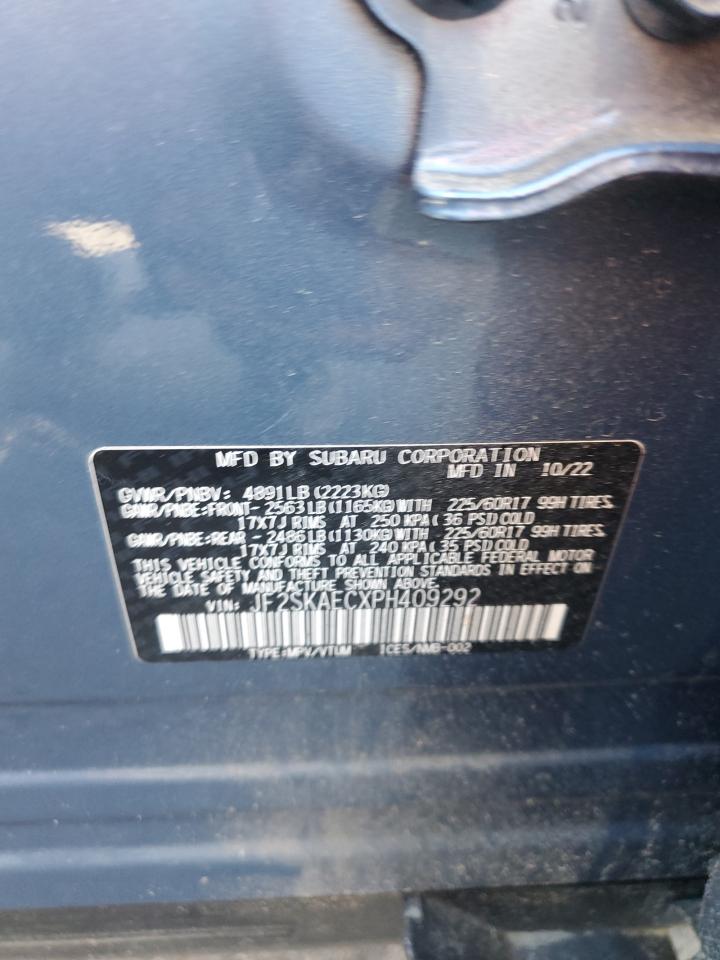 MFD BY SUBARU CORPORATION
MFD IN 10/22
GVWR/PNBV: 4891LB(2223KG)
GAWR/PNBE:FRONT- 2563LB(1165KG)WITH 225/60R17 99H TIRES,
17X7J RIMS AT 250 KPA(36 PSI)COLD
GAWR/PNBE:REAR - 2486LB(1130KG)WITH 225/60R17 99H TIRES,
17X7J RIMS AT 240 KPA(35 PSI)COLD
THIS VEHICLE CONFORMS TO ALL APPLICABLE FEDERAL MOTOR
VEHICLE SAFETY AND THEFT PREVENTION STANDARDS IN EFFECT ON
THE DATE OF MANUFACTURE SHOWN ABOVE.
VIN: JF2SKAECXPH409292
TYPE:MPV/VTUM ICES/NMB-002